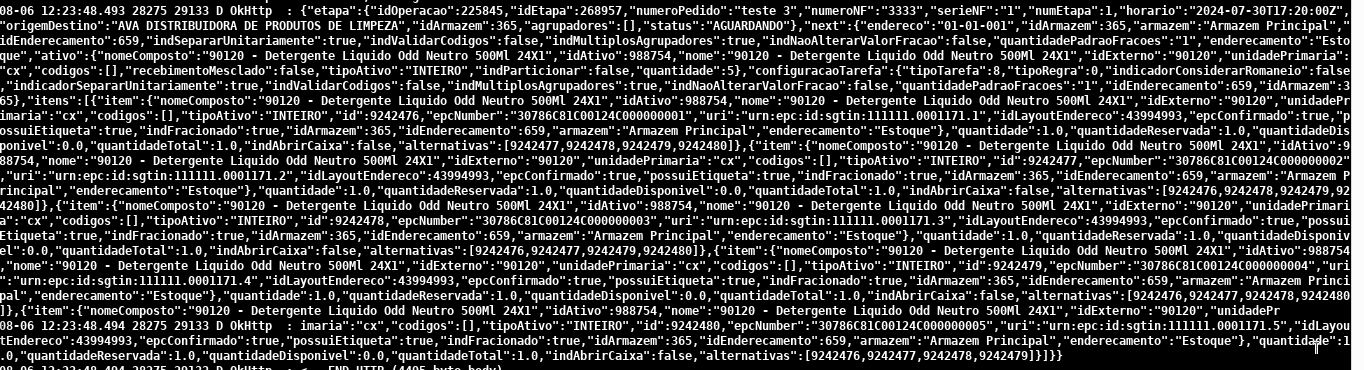 08-06 12:23:48.493 28275 29133 D OkHttp  : {"etapa":{"idOperacao":225845,"idEtapa":268957,"numeroPedido":"teste 3","numeroNF":"3333","serieNF":"1","numEtapa":1,"horario":"2024-07-30T17:20:00Z",
"origemDestino":"AVA DISTRIBUIDORA DE PRODUTOS DE LIMPEZA","idArmazem":365,"agrupadores":[],"status":"AGUARDANDO"},"next":{"endereco":"01-01-001","idArmazem":365,"armazem":"Armazem Principal","
idEnderecamento":659,"indSepararUnitariamente":true,"indValidarCodigos":false,"indMultiplosAgrupadores":true,"indNaoAlterarValorFracao":false,"quantidadePadraoFracoes":"1","enderecamento":"Esto
que","ativo":{"nomeComposto":"90120 - Detergente Liquido Odd Neutro 500Ml 24X1","idAtivo":988754,"nome":"90120 - Detergente Liquido Odd Neutro 500Ml 24X1","idExterno":"90120","unidadePrimaria":
"cx","codigos":[],"recebimentoMesclado":false,"tipoAtivo":"INTEIRO","indParticionar":false,"quantidade":5},"configuracaoTarefa":{"tipoTarefa":8,"tipoRegra":0,"indicadorConsiderarRomaneio":false
,"indicadorSepararUnitariamente":true,"indValidarCodigos":false,"indMultiplosAgrupadores":true,"indNaoAlterarValorFracao":false,"quantidadePadraoFracoes":"1","idEnderecamento":659,"idArmazem":3
65},"itens":[{"item":{"nomeComposto":"90120 - Detergente Liquido Odd Neutro 500Ml 24X1","idAtivo":988754,"nome":"90120 - Detergente Liquido Odd Neutro 500Ml 24X1","idExterno":"90120","unidadePr
imaria":"cx","codigos":[],"tipoAtivo":"INTEIRO","id":9242476,"epcNumber":"30786C81C00124C000000001","uri":"urn:epc:id:sgtin:111111.0001171.1","idLayoutEndereco":43994993,"epcConfirmado":true,"p
ossuiEtiqueta":true,"indFracionado":true,"idArmazem":365,"idEnderecamento":659,"armazem":"Armazem Principal","enderecamento":"Estoque"},"quantidade":1.0,"quantidadeReservada":1.0,"quantidadeDis
ponivel":0.0,"quantidadeTotal":1.0,"indAbrirCaixa":false,"alternativas":[9242477,9242478,9242479,9242480]},{"item":{"nomeComposto":"90120 - Detergente Liquido Odd Neutro 500Ml 24X1","idAtivo":9
88754,"nome":"90120 - Detergente Liquido Odd Neutro 500Ml 24X1","idExterno":"90120","unidadePrimaria":"cx","codigos":[],"tipoAtivo":"INTEIRO","id":9242477,"epcNumber":"30786C81C00124C000000002"
,"uri":"urn:epc:id:sgtin:111111.0001171.2","idLayoutEndereco":43994993,"epcConfirmado":true,"possuiEtiqueta":true,"indFracionado":true,"idArmazem":365,"idEnderecamento":659,"armazem":"Armazem P
rincipal","enderecamento":"Estoque"},"quantidade":1.0,"quantidadeReservada":1.0,"quantidadeDisponivel":0.0,"quantidadeTotal":1.0,"indAbrirCaixa":false,"alternativas":[9242476,9242478,9242479,92
42480]},{"item":{"nomeComposto":"90120 - Detergente Liquido Odd Neutro 500Ml 24X1","idAtivo":988754,"nome":"90120 - Detergente Liquido Odd Neutro 500Ml 24X1","idExterno":"90120","unidadePrimari
a":"cx","codigos":[],"tipoAtivo":"INTEIRO","id":9242478,"epcNumber":"30786C81C00124C000000003","uri":"urn:epc:id:sgtin:111111.0001171.3","idLayoutEndereco":43994993,"epcConfirmado":true,"possui
Etiqueta":true,"indFracionado":true,"idArmazem":365,"idEnderecamento":659,"armazem":"Armazem Principal","enderecamento":"Estoque"},"quantidade":1.0,"quantidadeReservada":1.0,"quantidadeDisponiv
el":0.0,"quantidadeTotal":1.0,"indAbrirCaixa":false,"alternativas":[9242476,9242477,9242479,9242480]},{"item":{"nomeComposto":"90120 - Detergente Liquido Odd Neutro 500Ml 24X1","idAtivo":988754
,"nome":"90120 - Detergente Liquido Odd Neutro 500Ml 24X1","idExterno":"90120","unidadePrimaria":"cx","codigos":[],"tipoAtivo":"INTEIRO","id":9242479,"epcNumber":"30786C81C00124C000000004","uri
":"urn:epc:id:sgtin:111111.0001171.4","idLayoutEndereco":43994993,"epcConfirmado":true,"possuiEtiqueta":true,"indFracionado":true,"idArmazem":365,"idEnderecamento":659,"armazem":"Armazem Princi
pal","enderecamento":"Estoque"},"quantidade":1.0,"quantidadeReservada":1.0,"quantidadeDisponivel":0.0,"quantidadeTotal":1.0,"indAbrirCaixa":false,"alternativas":[9242476,9242477,9242478,9242480
]},{"item":{"nomeComposto":"90120 - Detergente Liquido Odd Neutro 500Ml 24X1","idAtivo":988754,"nome":"90120 - Detergente Liquido Odd Neutro 500Ml 24X1","idExterno":"90120","unidadePr
08-06 12:23:48.494 28275 29133 D OkHttp  : imaria":"cx","codigos":[],"tipoAtivo":"INTEIRO","id":9242480,"epcNumber":"30786C81C00124C000000005","uri":"urn:epc:id:sgtin:111111.0001171.5","idLayou
tEndereco":43994993,"epcConfirmado":true,"possuiEtiqueta":true,"indFracionado":true,"idArmazem":365,"idEnderecamento":659,"armazem":"Armazem Principal","enderecamento":"Estoque"},"quantidade":1
.0,"quantidadeReservada":1.0,"quantidadeDisponivel":0.0,"quantidadeTotal":1.0,"indAbrirCaixa":false,"alternativas":[9242476,9242477,9242478,9242479]}]}}
08-06 12:23:48.494 28275 29133 D OkHttp  : <-- END HTTP (4405-byte body)